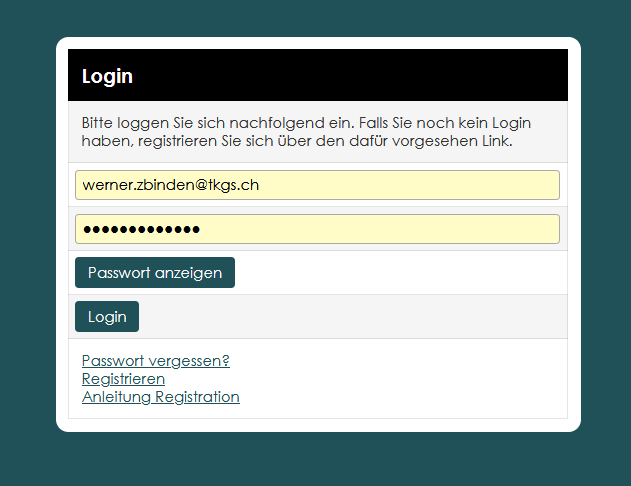 Login
Bitte loggen Sie sich nachfolgend ein. Falls Sie noch kein Login
haben, registrieren Sie sich über den dafür vorgesehen Link.
werner.zbinden@tkgs.ch
●●●●●●●●●●●●●
Passwort anzeigen
Login
Passwort vergessen?
Registrieren
Anleitung Registration